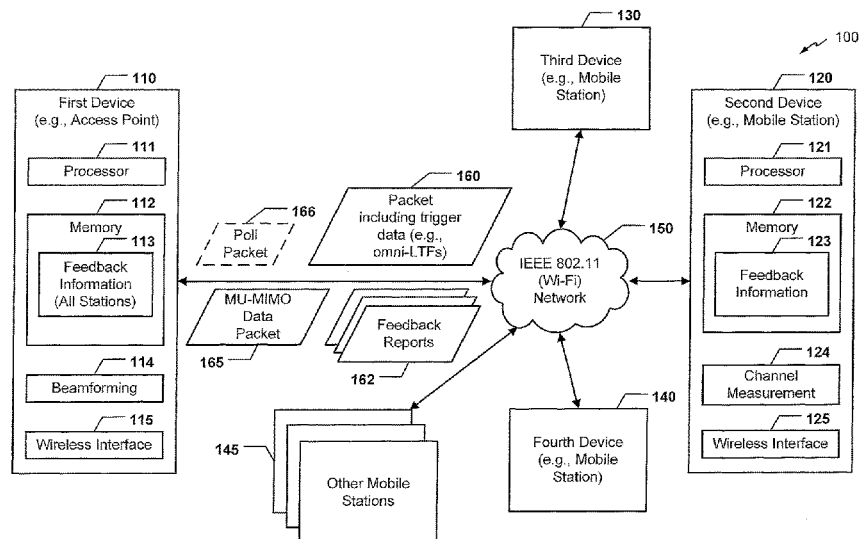 100
110
First Device
(e.g., Access Point)
111
Processor
112
Memory
113
Feedback
Information
(All Stations)
114
Beamforming
115
Wireless Interface
166
Poll
Packet
160
Packet
including trigger
data (e.g.,
omni-LTFs)
MU-MIMO
Data
Packet
165
Feedback
Reports
162
130
Third Device
(e.g., Mobile
Station)
150
IEEE 802.11
(Wi-Fi)
Network
145
Other Mobile
Stations
140
Fourth Device
(e.g., Mobile
Station)
120
Second Device
(e.g., Mobile Station)
121
Processor
122
Memory
123
Feedback
Information
124
Channel
Measurement
125
Wireless Interface